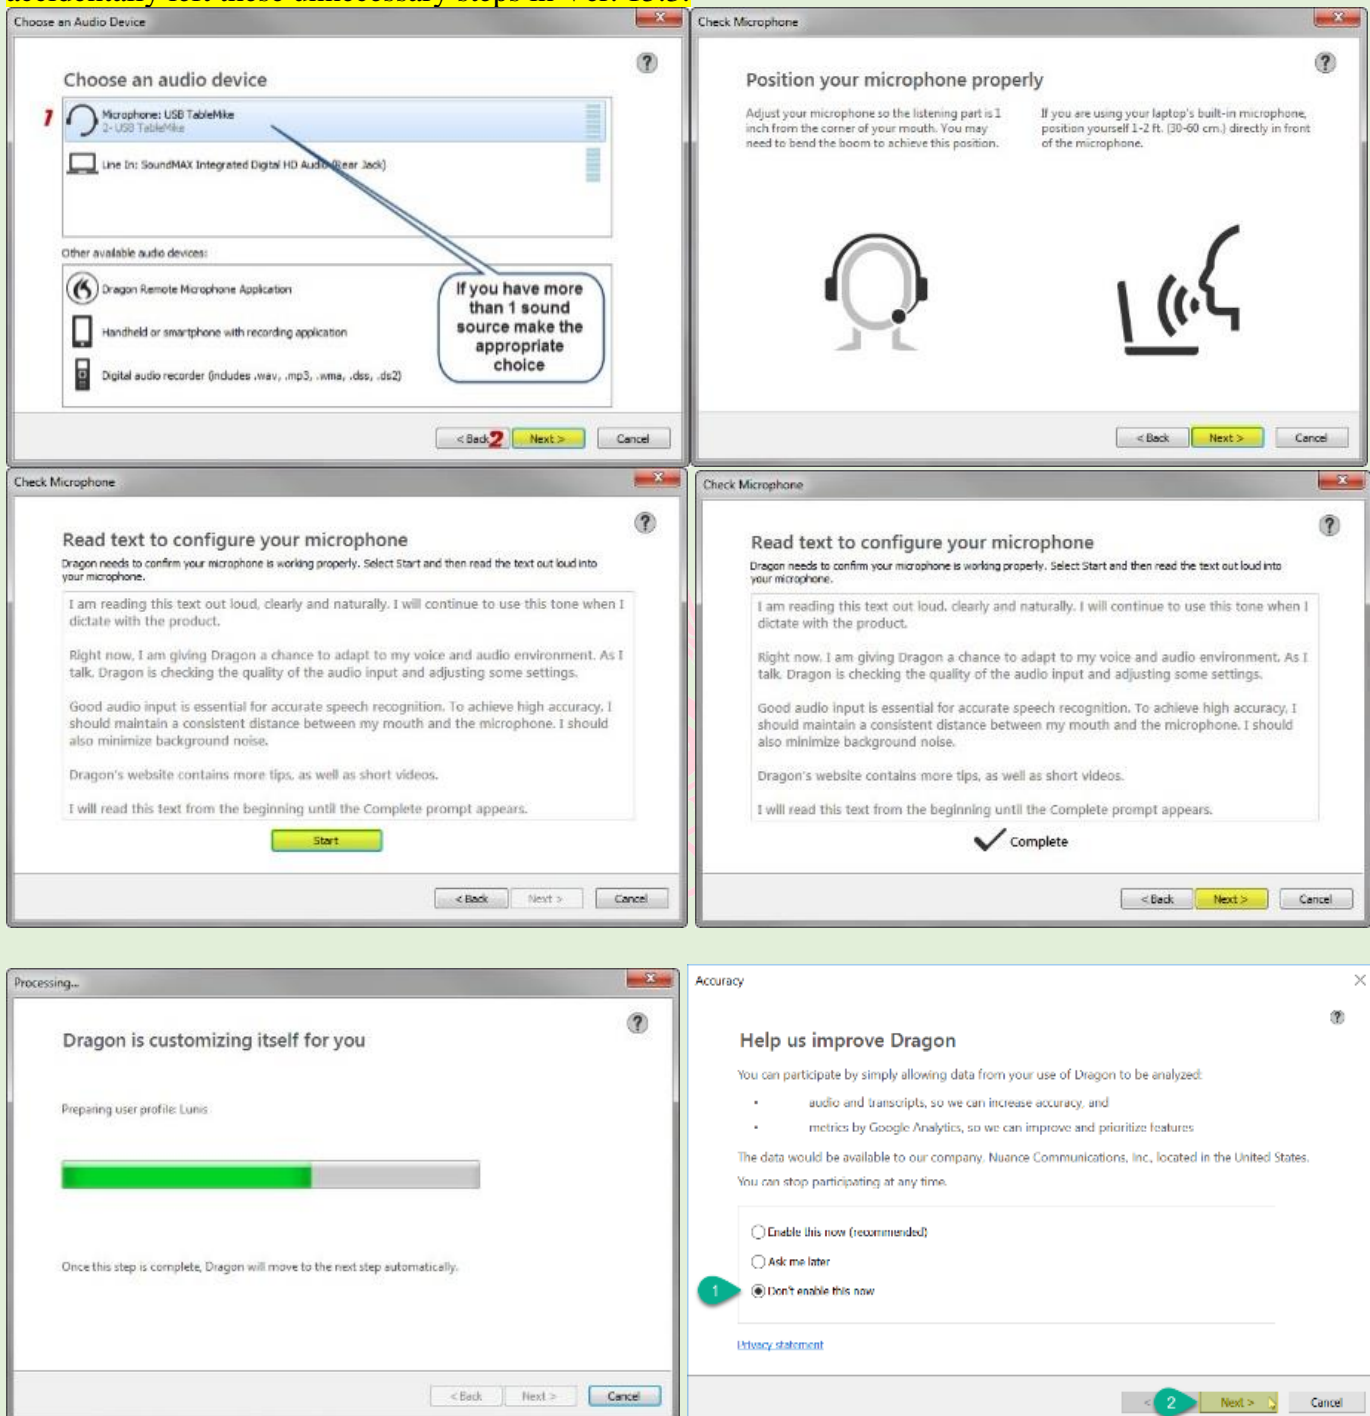 accidentally left these unnecessary steps in Ver. 15.3.
Choose an Audio Device
Choose an audio device
1
Microphone: USB TableMike
2- USB TableMike
Line In: SoundMAX Integrated Digital HD Audio (Rear Jack)
Other available audio devices:
Dragon Remote Microphone Application
Handheld or smartphone with recording application
Digital audio recorder (includes .wav, .mp3, .wma, .dss, .ds2)
If you have more
than 1 sound
source make the
appropriate
choice
< Back 2 Next > Cancel
Check Microphone
Position your microphone properly
Adjust your microphone so the listening part is 1
inch from the corner of your mouth. You may
need to bend the boom to achieve this position.
If you are using your laptop's built-in microphone,
position yourself 1-2 ft. (30-60 cm.) directly in front
of the microphone.
< Back Next > Cancel
Check Microphone
Read text to configure your microphone
Dragon needs to confirm your microphone is working properly. Select Start and then read the text out loud into
your microphone.
I am reading this text out loud, clearly and naturally. I will continue to use this tone when I
dictate with the product.
Right now, I am giving Dragon a chance to adapt to my voice and audio environment. As I
talk, Dragon is checking the quality of the audio input and adjusting some settings.
Good audio input is essential for accurate speech recognition. To achieve high accuracy, I
should maintain a consistent distance between my mouth and the microphone. I should
also minimize background noise.
Dragon's website contains more tips, as well as short videos.
I will read this text from the beginning until the Complete prompt appears.
Start
< Back Next > Cancel
Check Microphone
Read text to configure your microphone
Dragon needs to confirm your microphone is working properly. Select Start and then read the text out loud into
your microphone.
I am reading this text out loud, clearly and naturally. I will continue to use this tone when I
dictate with the product.
Right now, I am giving Dragon a chance to adapt to my voice and audio environment. As I
talk, Dragon is checking the quality of the audio input and adjusting some settings.
Good audio input is essential for accurate speech recognition. To achieve high accuracy, I
should maintain a consistent distance between my mouth and the microphone. I should
also minimize background noise.
Dragon's website contains more tips, as well as short videos.
I will read this text from the beginning until the Complete prompt appears.
Complete
< Back Next > Cancel
Processing...
Dragon is customizing itself for you
Preparing user profile: Lunis
Once this step is complete, Dragon will move to the next step automatically.
< Back Next > Cancel
Accuracy
Help us improve Dragon
You can participate by simply allowing data from your use of Dragon to be analyzed:
• audio and transcripts, so we can increase accuracy, and
• metrics by Google Analytics, so we can improve and prioritize features
The data would be available to our company, Nuance Communications, Inc., located in the United States.
You can stop participating at any time.
Enable this now (recommended)
Ask me later
1 Don't enable this now
Privacy statement
< 2 Next > Cancel